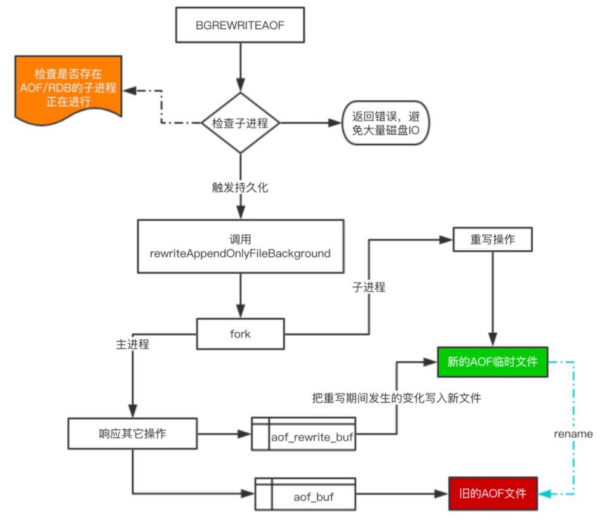 BGREWRITEAOF
检查是否存在
AOF/RDB的子进程
正在进行
检查子进程
返回错误，避
免大量磁盘IO
触发持久化
调用
rewriteAppendOnlyFileBackground
重写操作
子进程
fork
主进程
新的AOF临时文件
把重写期间发生的变化写入新文件
响应其它操作
aof_rewrite_buf
rename
aof_buf
旧的AOF文件